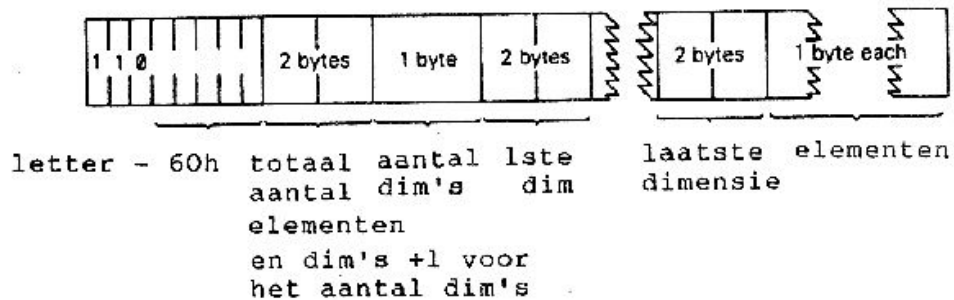 1 1 0 2 bytes 1 byte 2 bytes 2 bytes 1 byte each
letter - 60h totaal aantal 1ste laatste elementen
aantal dim's dim dimensie
elementen
en dim's +1 voor
het aantal dim's